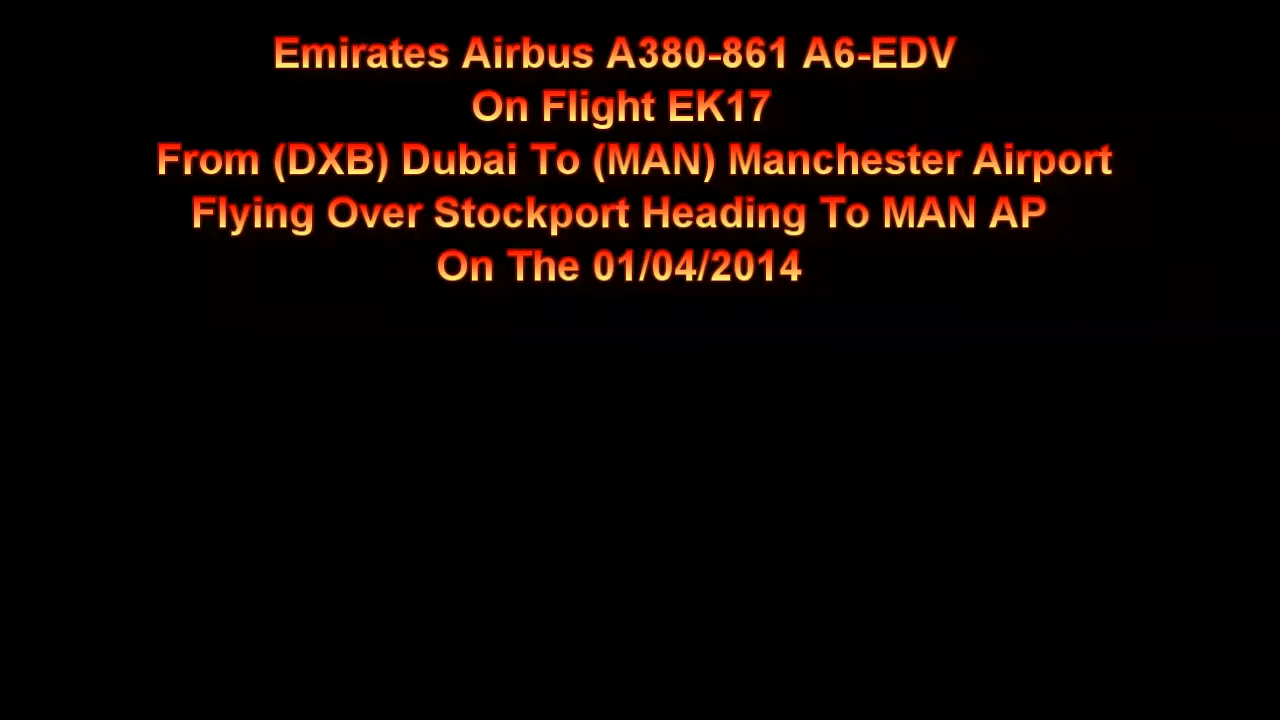 Emirates Airbus A380-861 A6-EDV
On Flight EK17
From (DXB) Dubai To (MAN) Manchester Airport
Flying Over Stockport Heading To MAN AP
On The 01/04/2014